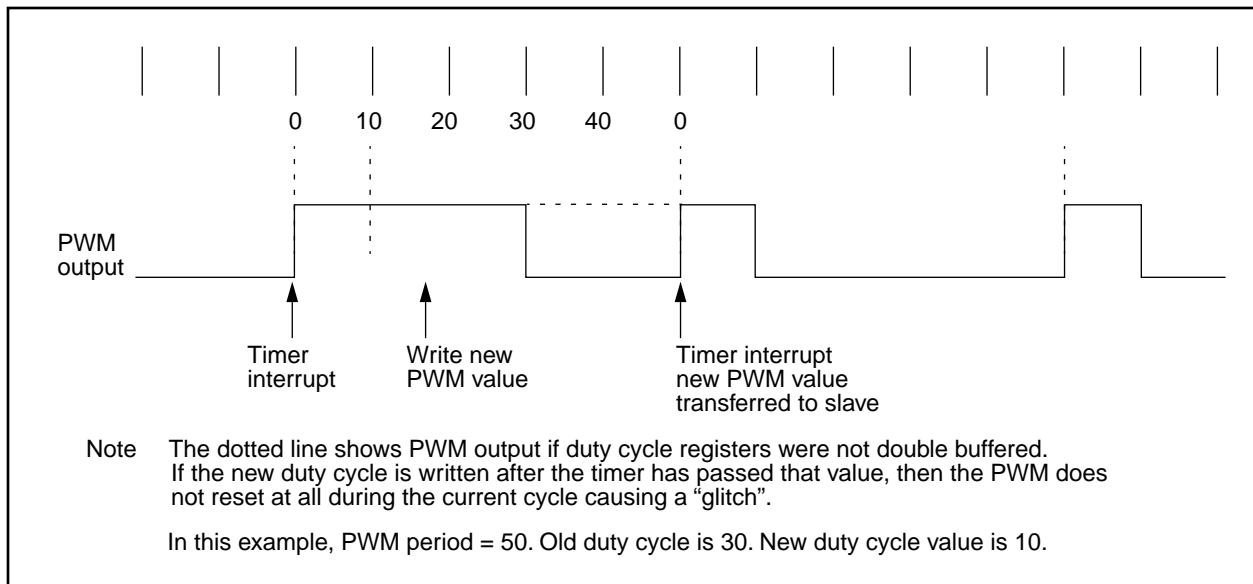 0 10 20 30 40 0
PWM
output
Timer
interrupt
Write new
PWM value
Timer interrupt
new PWM value
transferred to slave
Note The dotted line shows PWM output if duty cycle registers were not double buffered.
If the new duty cycle is written after the timer has passed that value, then the PWM does
not reset at all during the current cycle causing a “glitch”.
In this example, PWM period = 50. Old duty cycle is 30. New duty cycle value is 10.